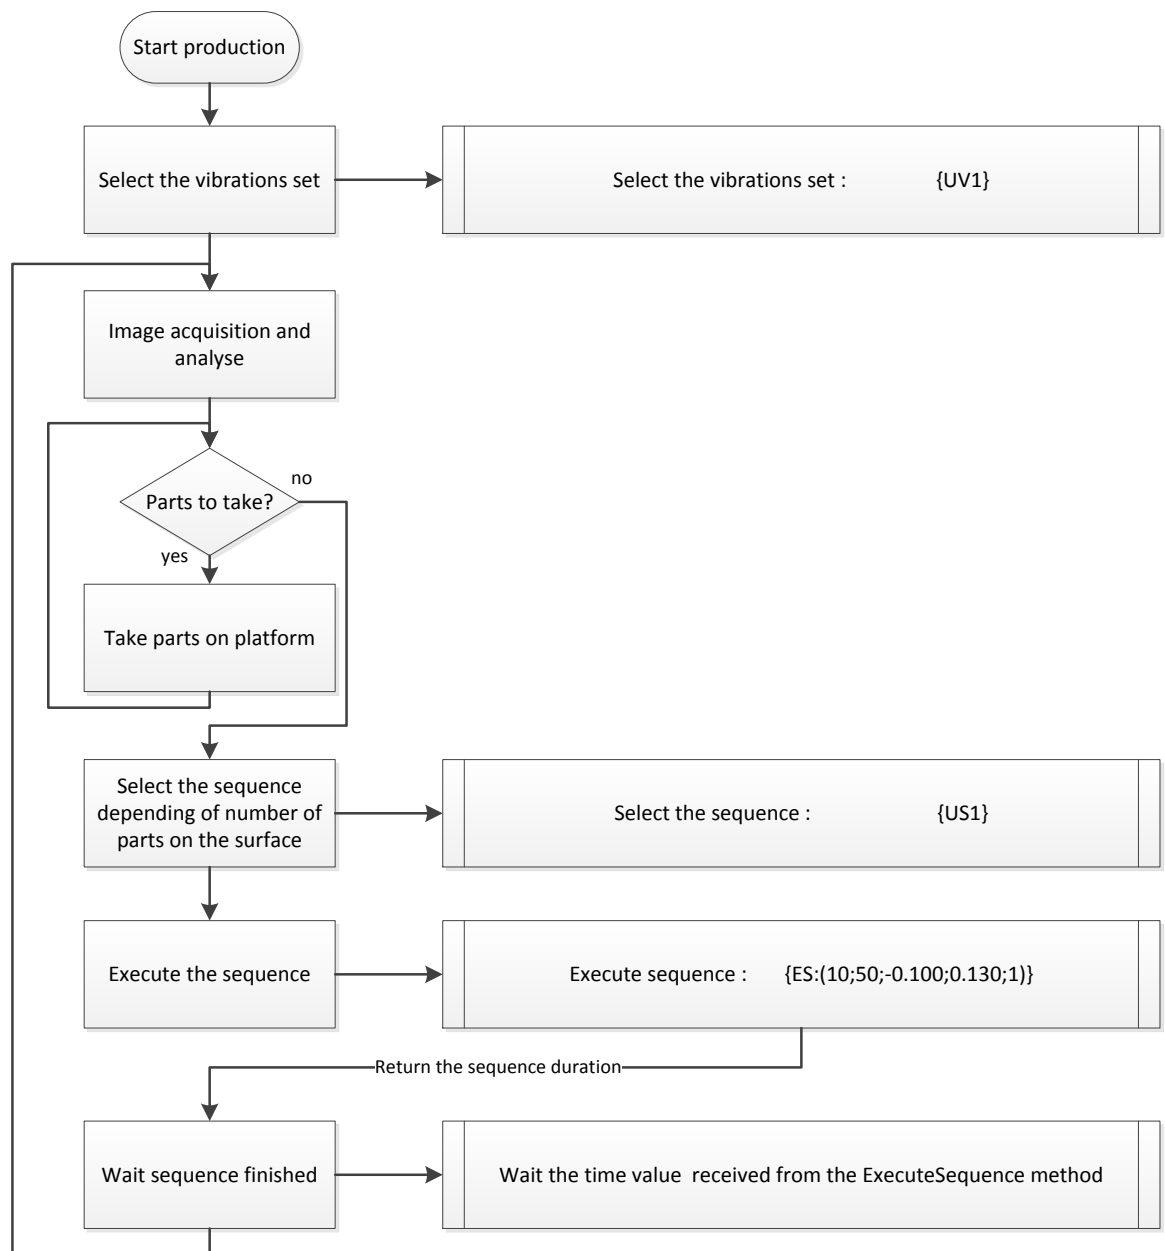 Start production
Select the vibrations set
Select the vibrations set : {UV1}
Image acquisition and
analyse
Parts to take?
no
yes
Take parts on platform
Select the sequence
depending of number of
parts on the surface
Select the sequence : {US1}
Execute the sequence
Execute sequence : {ES:(10;50;-0.100;0.130;1)}
Return the sequence duration
Wait sequence finished
Wait the time value received from the ExecuteSequence method